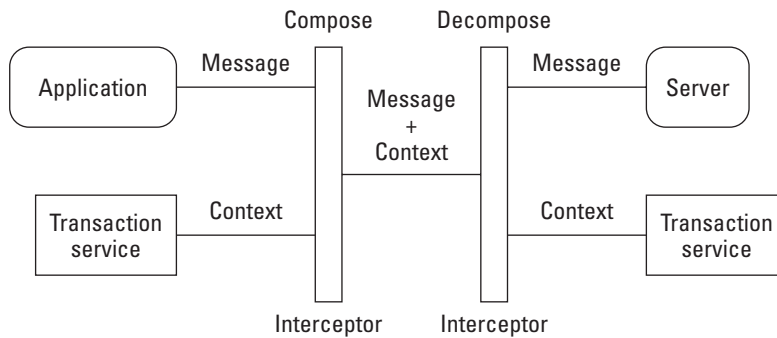 Compose
Decompose
Application
Message
Message
+
Context
Message
Server
Transaction
service
Context
Context
Transaction
service
Interceptor
Interceptor